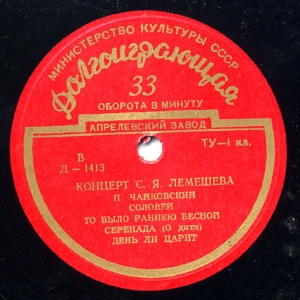 МИНИСТЕРСТВО КУЛЬТУРЫ СССР
Долгоиграющая
33
ОБОРОТА В МИНУТУ
АПРЕЛЕВСКИЙ ЗАВОД
ТУ—1 кл.
В
Д — 1413
КОНЦЕРТ С. Я. ЛЕМЕШЕВА
П. ЧАЙКОВСКИЙ
СОЛОВЕЙ
ТО БЫЛО РАННЕЮ ВЕСНОЙ
СЕРЕНАДА (О дитя)
ДЕНЬ ЛИ ЦАРИТ